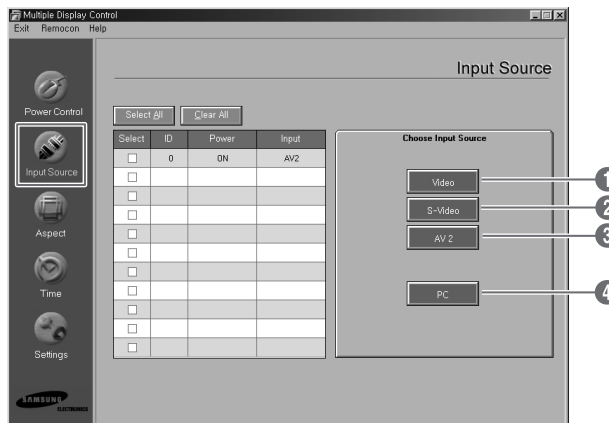 Multiple Display Control
Exit Remocon Help
Input Source
Power Control
Input Source
Aspect
Time
Settings
SAMSUNG
ELECTRONICS
Select All Clear All
Select ID Power Input
0 ON AV2
Choose Input Source
Video
S-Video
AV 2
PC
1
2
3
4